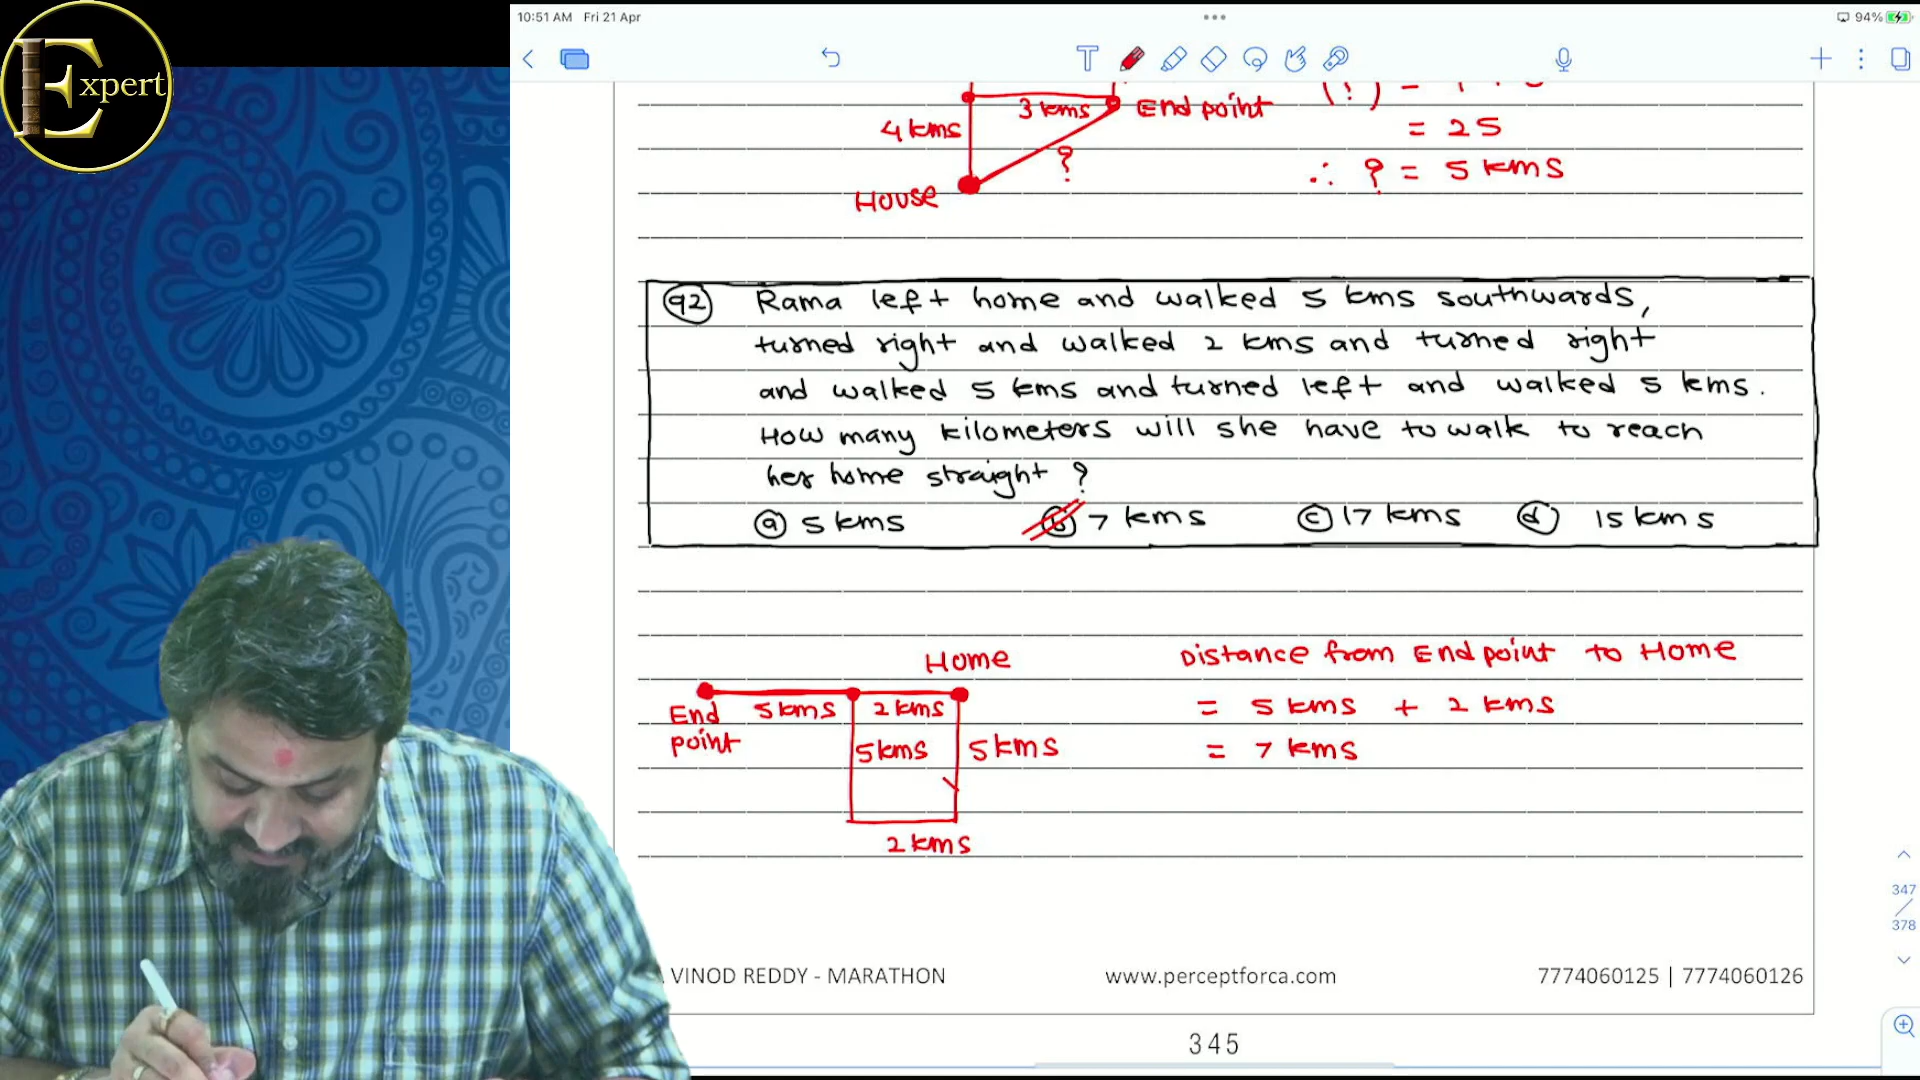 10:51 AM Fri 21 Apr
94%
Expert
T
3 kms
End point
4 kms
= 25
?
∴ ? = 5 kms
House
92 Rama left home and walked 5 kms southwards,
turned right and walked 2 kms and turned right
and walked 5 kms and turned left and walked 5 kms.
How many kilometers will she have to walk to reach
her home straight ?
a 5 kms b 7 kms c 17 kms d 15 kms
Home
Distance from End point to Home
5 kms 2 kms
= 5 kms + 2 kms
End
point
5 kms 5 kms
= 7 kms
2 kms
347
378
VINOD REDDY - MARATHON www.perceptforca.com 7774060125 | 7774060126
345